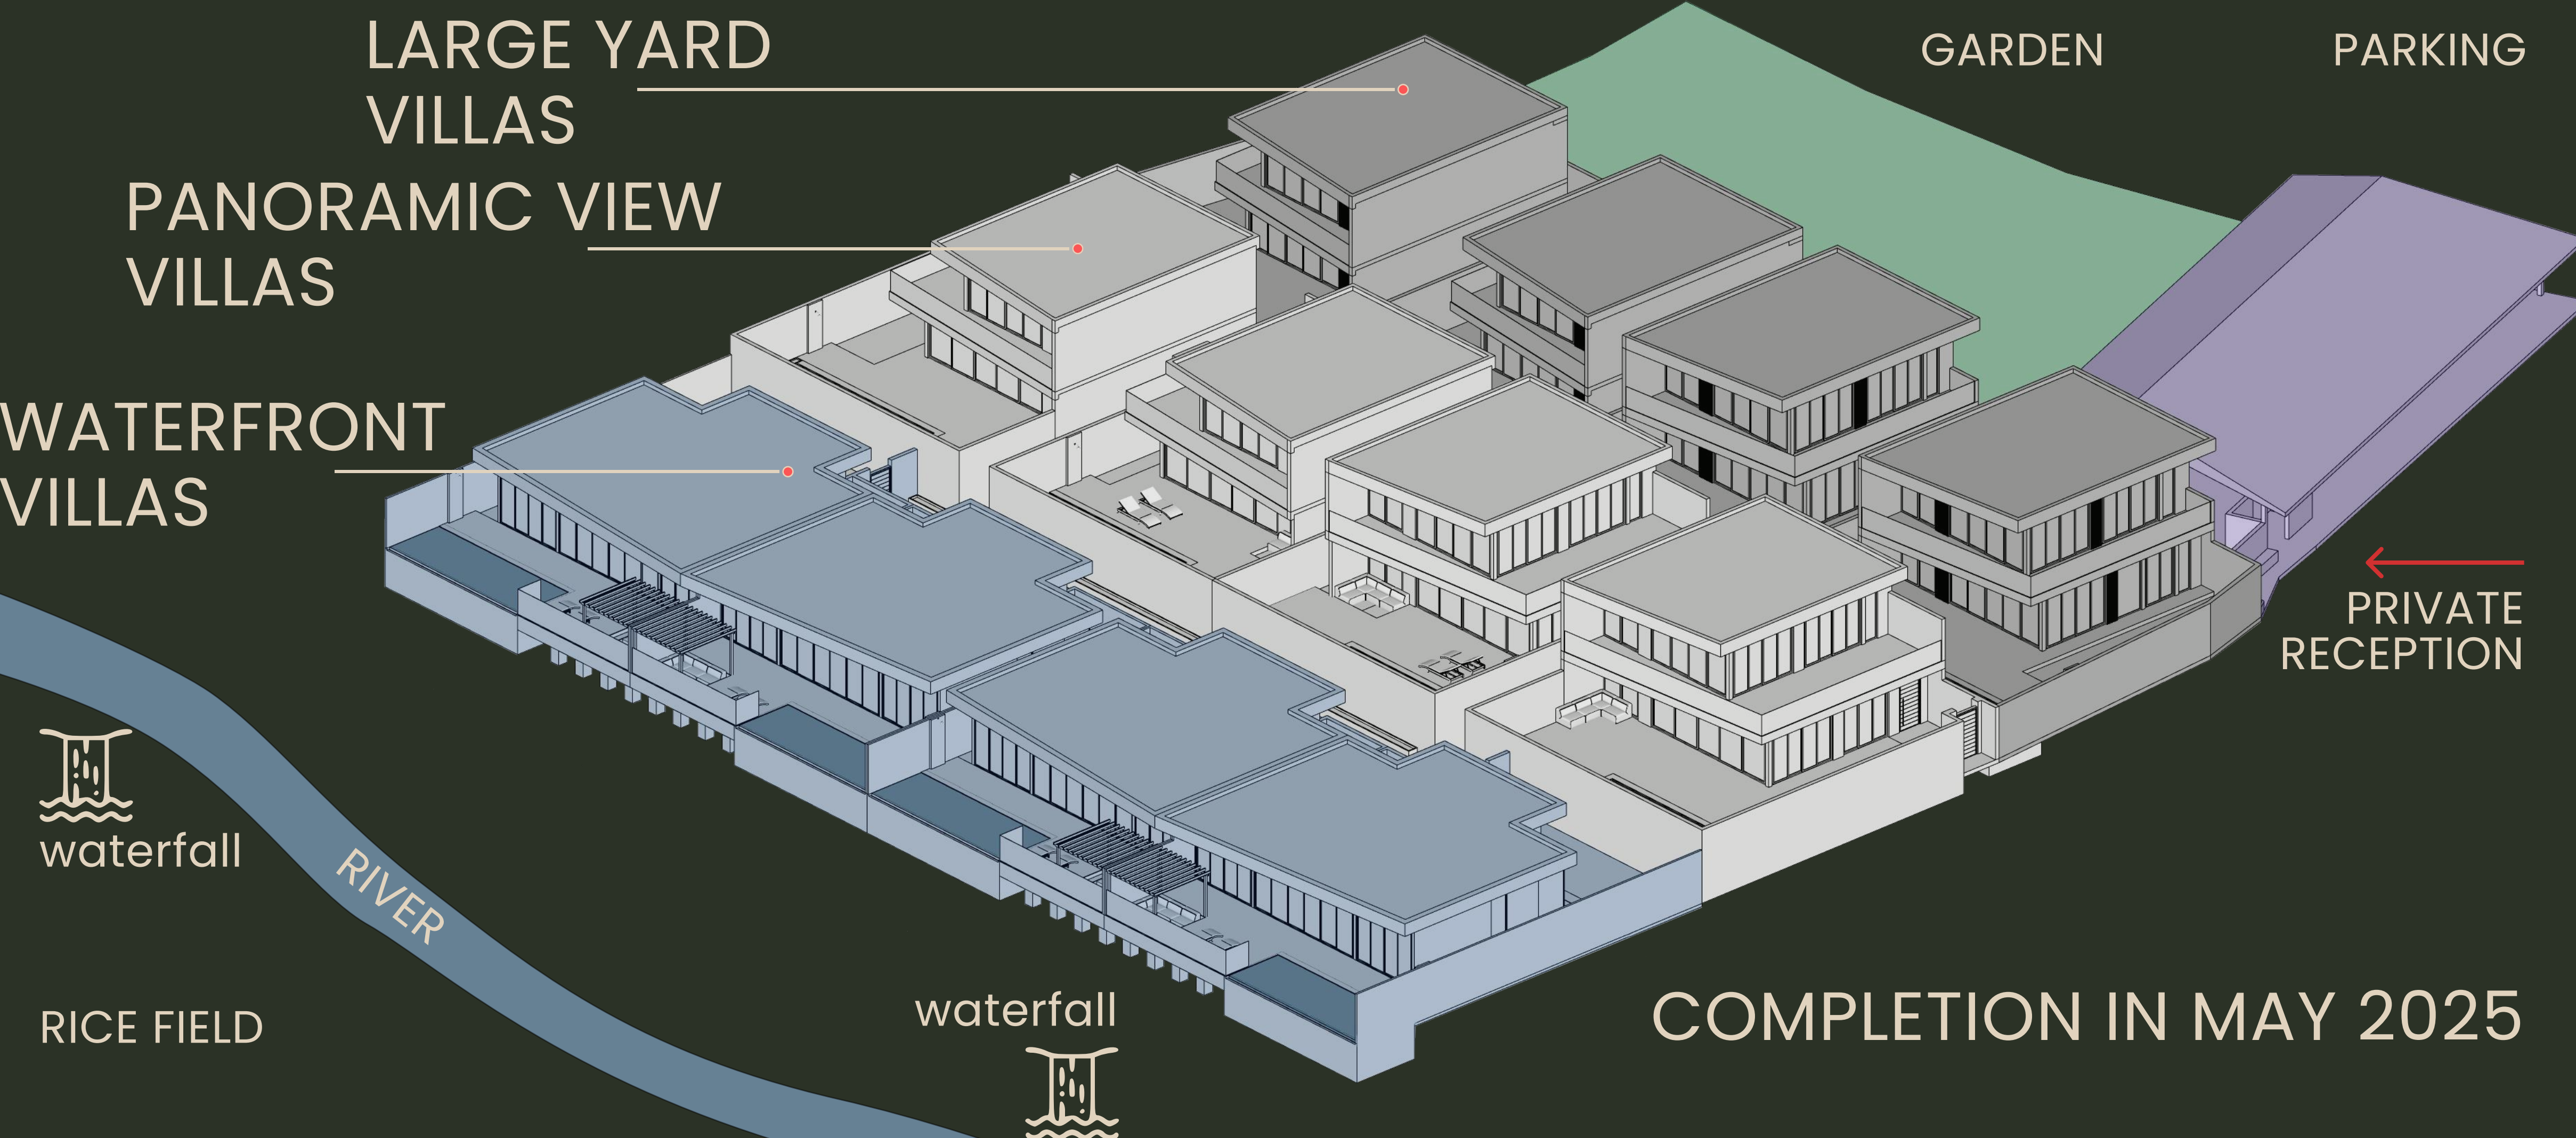 LARGE YARD
VILLAS
GARDEN
PARKING
PANORAMIC VIEW
VILLAS
WATERFRONT
VILLAS
PRIVATE
RECEPTION
waterfall
RIVER
RICE FIELD
waterfall
COMPLETION IN MAY 2025